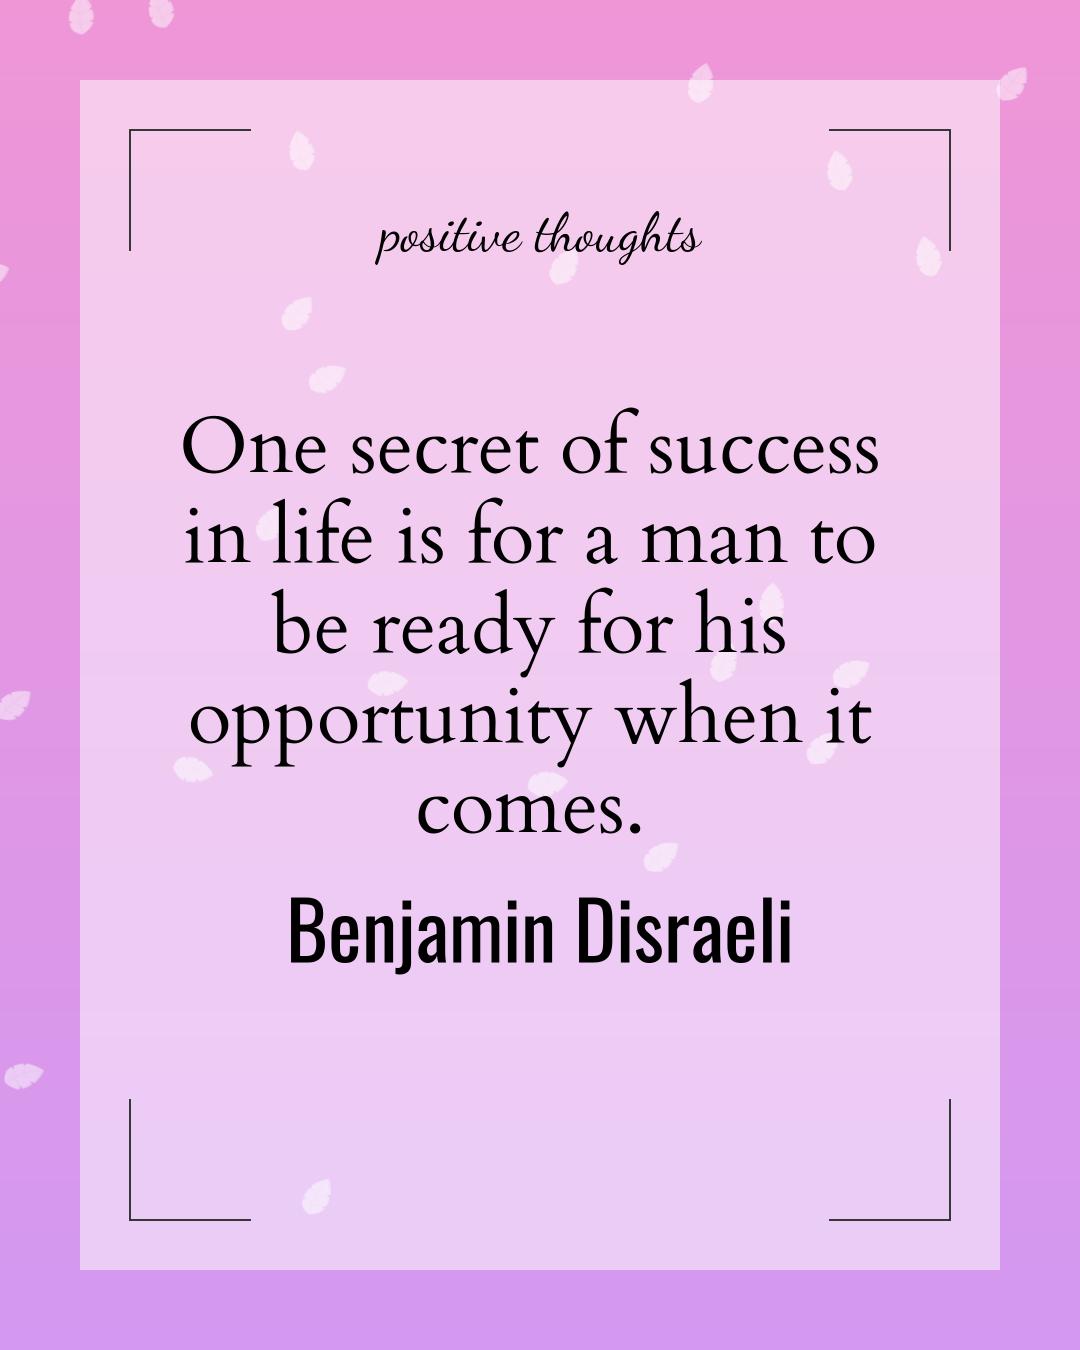 positive thoughts
One secret of success
in life is for a man to
be ready for his
opportunity when it
comes.
Benjamin Disraeli